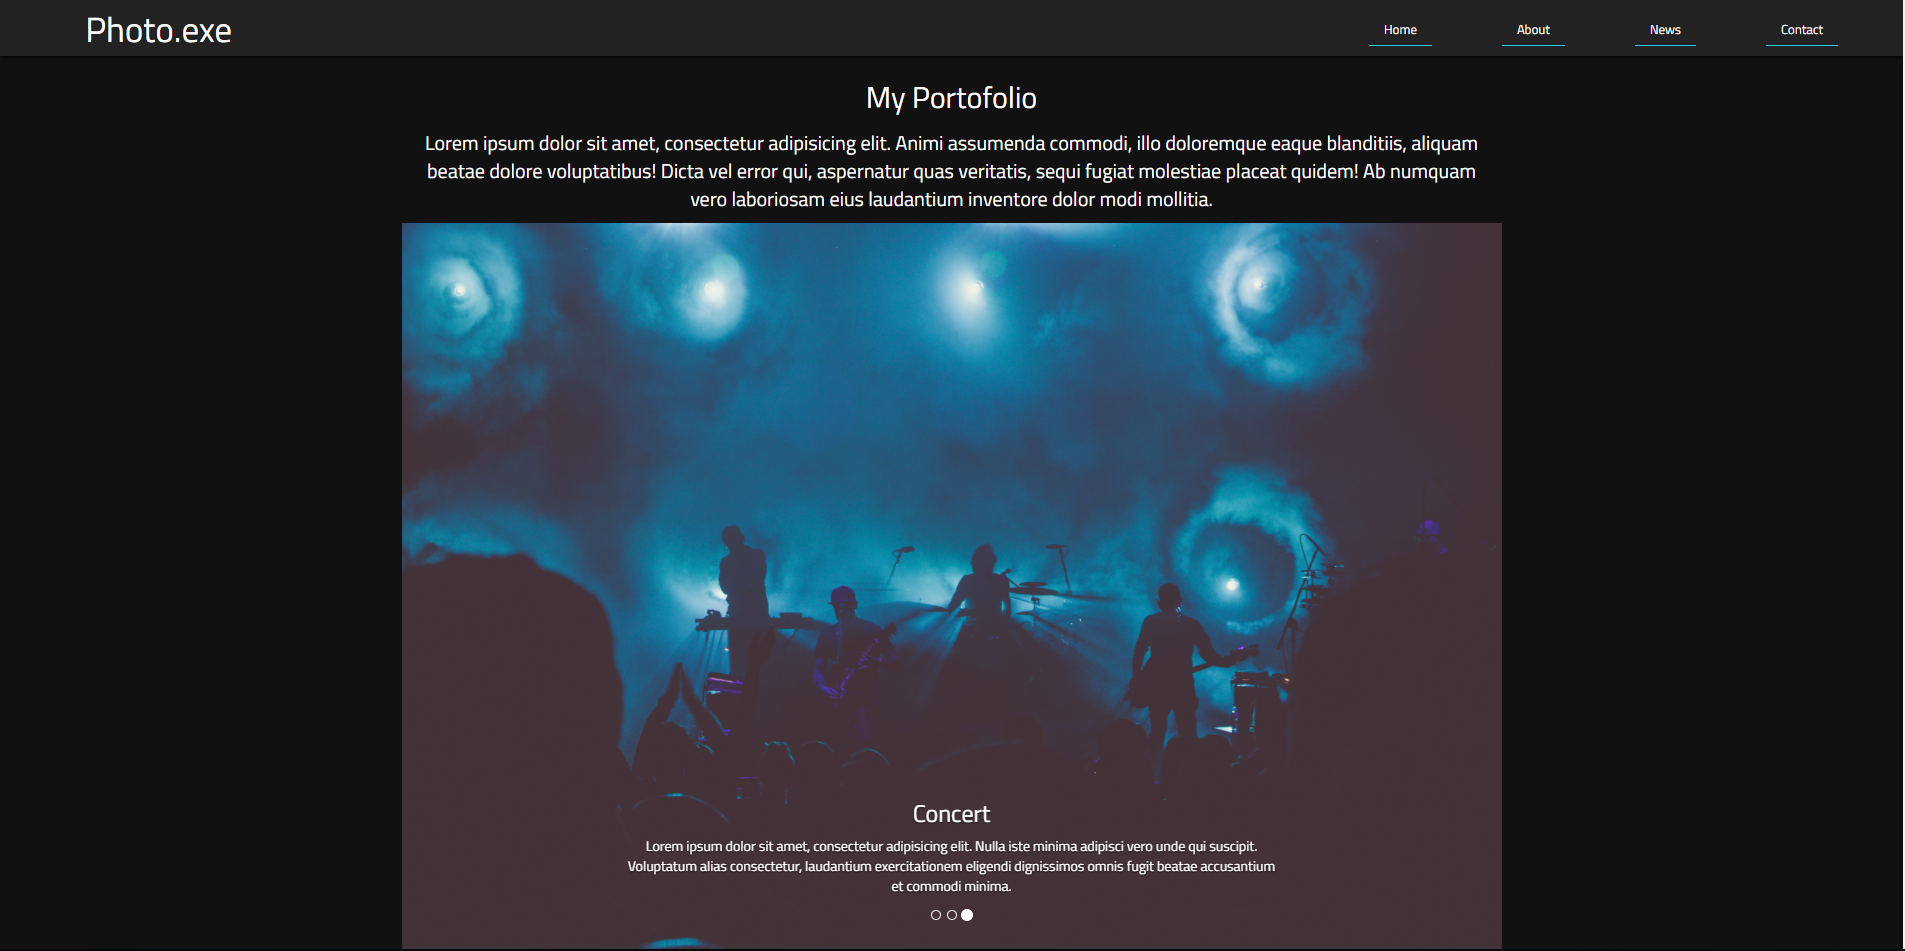 Photo.exe
Home
About
News
Contact
My Portofolio
Lorem ipsum dolor sit amet, consectetur adipisicing elit. Animi assumenda commodi, illo doloremque eaque blanditiis, aliquam
beatae dolore voluptatibus! Dicta vel error qui, aspernatur quas veritatis, sequi fugiat molestiae placeat quidem! Ab numquam
vero laboriosam eius laudantium inventore dolor modi mollitia.
Concert
Lorem ipsum dolor sit amet, consectetur adipisicing elit. Nulla iste minima adipisci vero unde qui suscipit.
Voluptatum alias consectetur, laudantium exercitationem eligendi dignissimos omnis fugit beatae accusantium
et commodi minima.